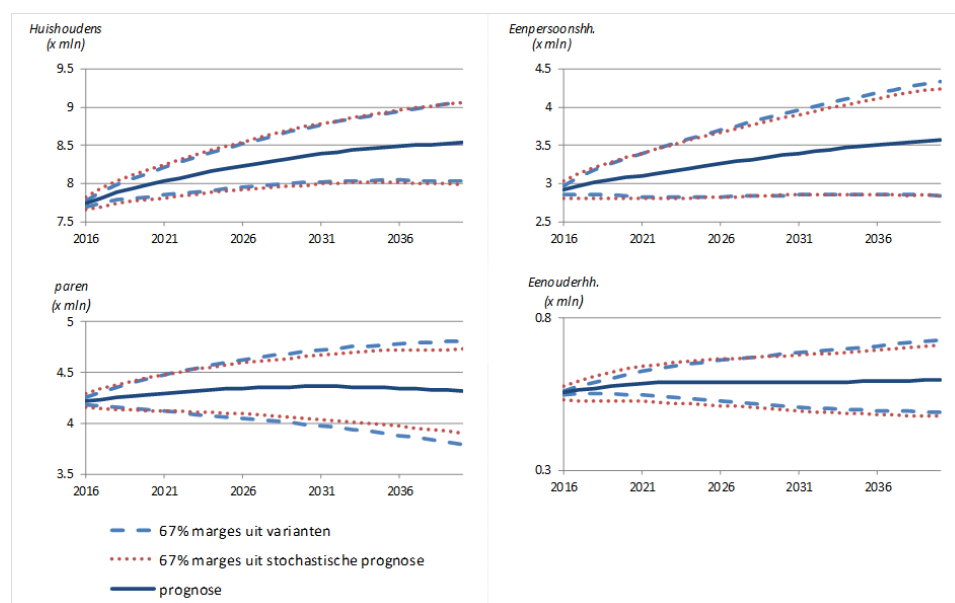 Huishoudens
(x mln)
9.5
9
8.5
8
7.5
2016 2021 2026 2031 2036
Eenpersoonshh.
(x mln)
4.5
4
3.5
3
2.5
2016 2021 2026 2031 2036
paren
(x mln)
5
4.5
4
3.5
2016 2021 2026 2031 2036
Eenouderhh.
(x mln)
0.8
0.3
2016 2021 2026 2031 2036
67% marges uit varianten
67% marges uit stochastische prognose
prognose